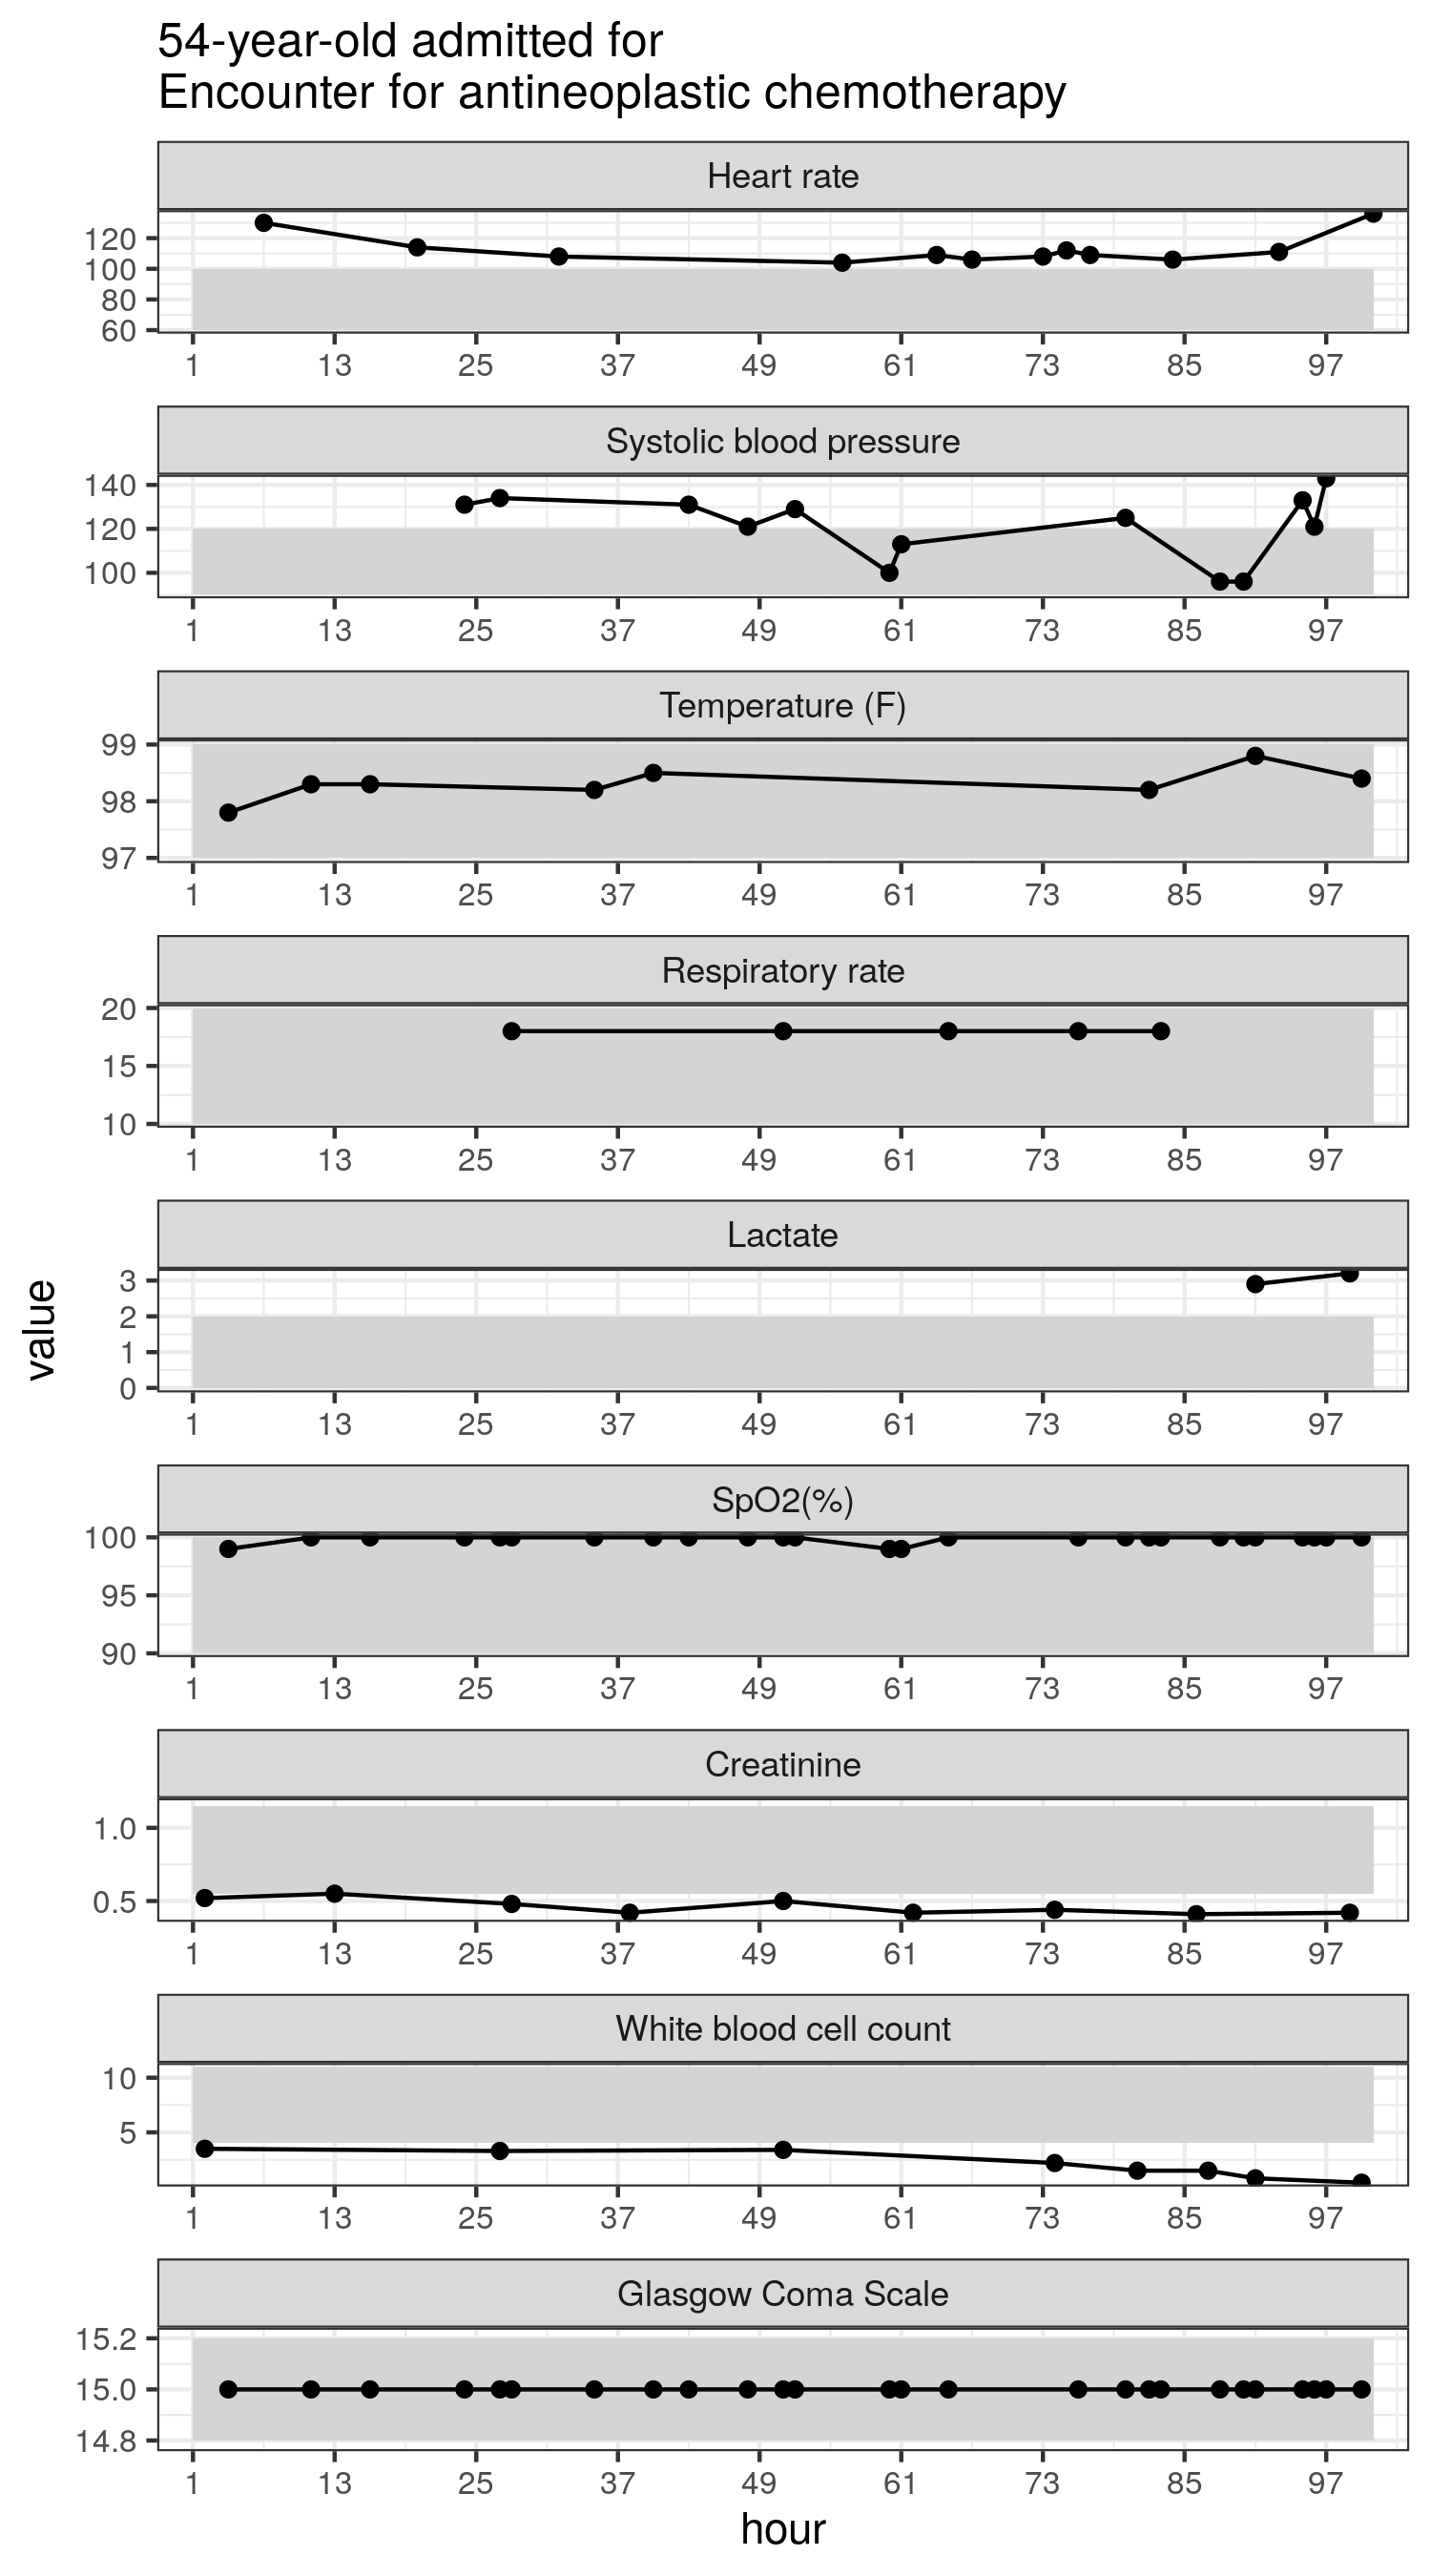 54-year-old admitted for
Encounter for antineoplastic chemotherapy
Heart rate
120
100
80
60
1 13 25 37 49 61 73 85 97
Systolic blood pressure
140
120
100
1 13 25 37 49 61 73 85 97
Temperature (F)
99
98
97
1 13 25 37 49 61 73 85 97
Respiratory rate
20
15
10
1 13 25 37 49 61 73 85 97
Lactate
3
2
1
0
1 13 25 37 49 61 73 85 97
value
SpO2(%)
100
95
90
1 13 25 37 49 61 73 85 97
Creatinine
1.0
0.5
1 13 25 37 49 61 73 85 97
White blood cell count
10
5
1 13 25 37 49 61 73 85 97
Glasgow Coma Scale
15.2
15.0
14.8
1 13 25 37 49 61 73 85 97
hour